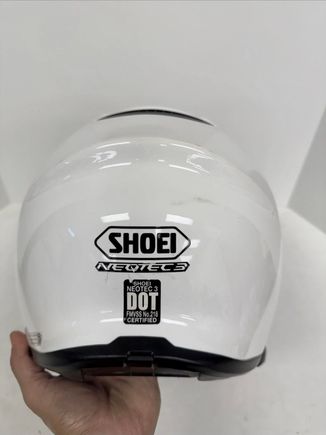 SHOEI
NEOTEC 3
SHOEI
NEOTEC 3
DOT
FMVSS No.218
CERTIFIED